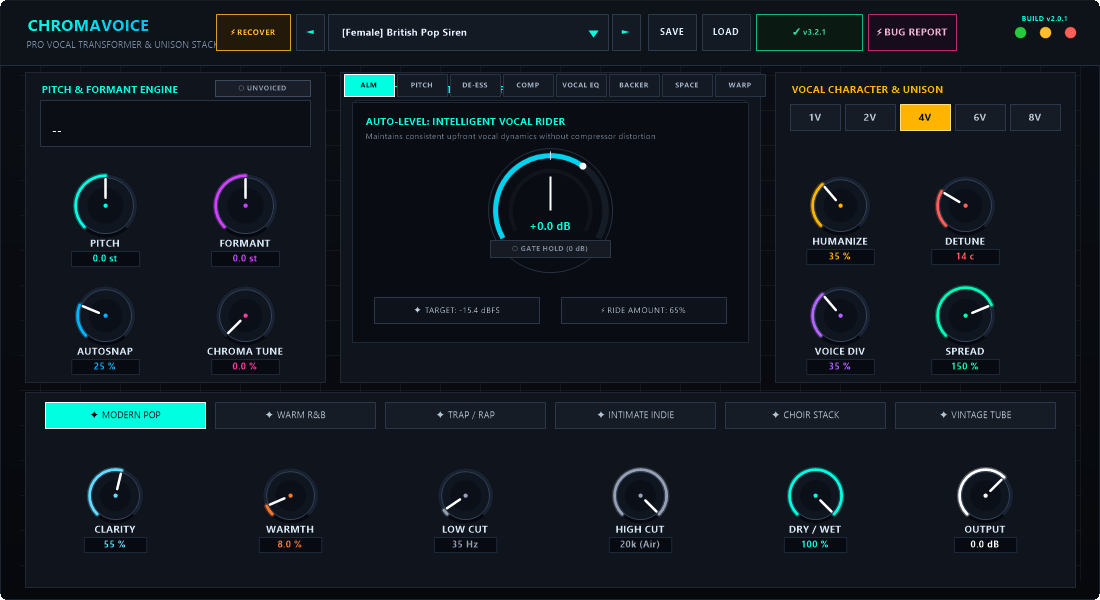 CHROMAVOICE
PRO VOCAL TRANSFORMER & UNISON STACK
⚡RECOVER
◄
[Female] British Pop Siren
▼
►
SAVE
LOAD
✓ v3.2.1
⚡BUG REPORT
BUILD v2.0.1
PITCH & FORMANT ENGINE
○ UNVOICED
--
PITCH
0.0 st
FORMANT
0.0 st
AUTOSNAP
25 %
CHROMA TUNE
0.0 %
ALM
PITCH
DE-ESS
COMP
VOCAL EQ
BACKER
SPACE
WARP
AUTO-LEVEL: INTELLIGENT VOCAL RIDER
Maintains consistent upfront vocal dynamics without compressor distortion
+0.0 dB
○ GATE HOLD (0 dB)
✦ TARGET: -15.4 dBFS
⚡RIDE AMOUNT: 65%
VOCAL CHARACTER & UNISON
1V
2V
4V
6V
8V
HUMANIZE
35 %
DETUNE
14 c
VOICE DIV
35 %
SPREAD
150 %
✦ MODERN POP
✦ WARM R&B
✦ TRAP / RAP
✦ INTIMATE INDIE
✦ CHOIR STACK
✦ VINTAGE TUBE
CLARITY
55 %
WARMTH
8.0 %
LOW CUT
35 Hz
HIGH CUT
20k (Air)
DRY / WET
100 %
OUTPUT
0.0 dB